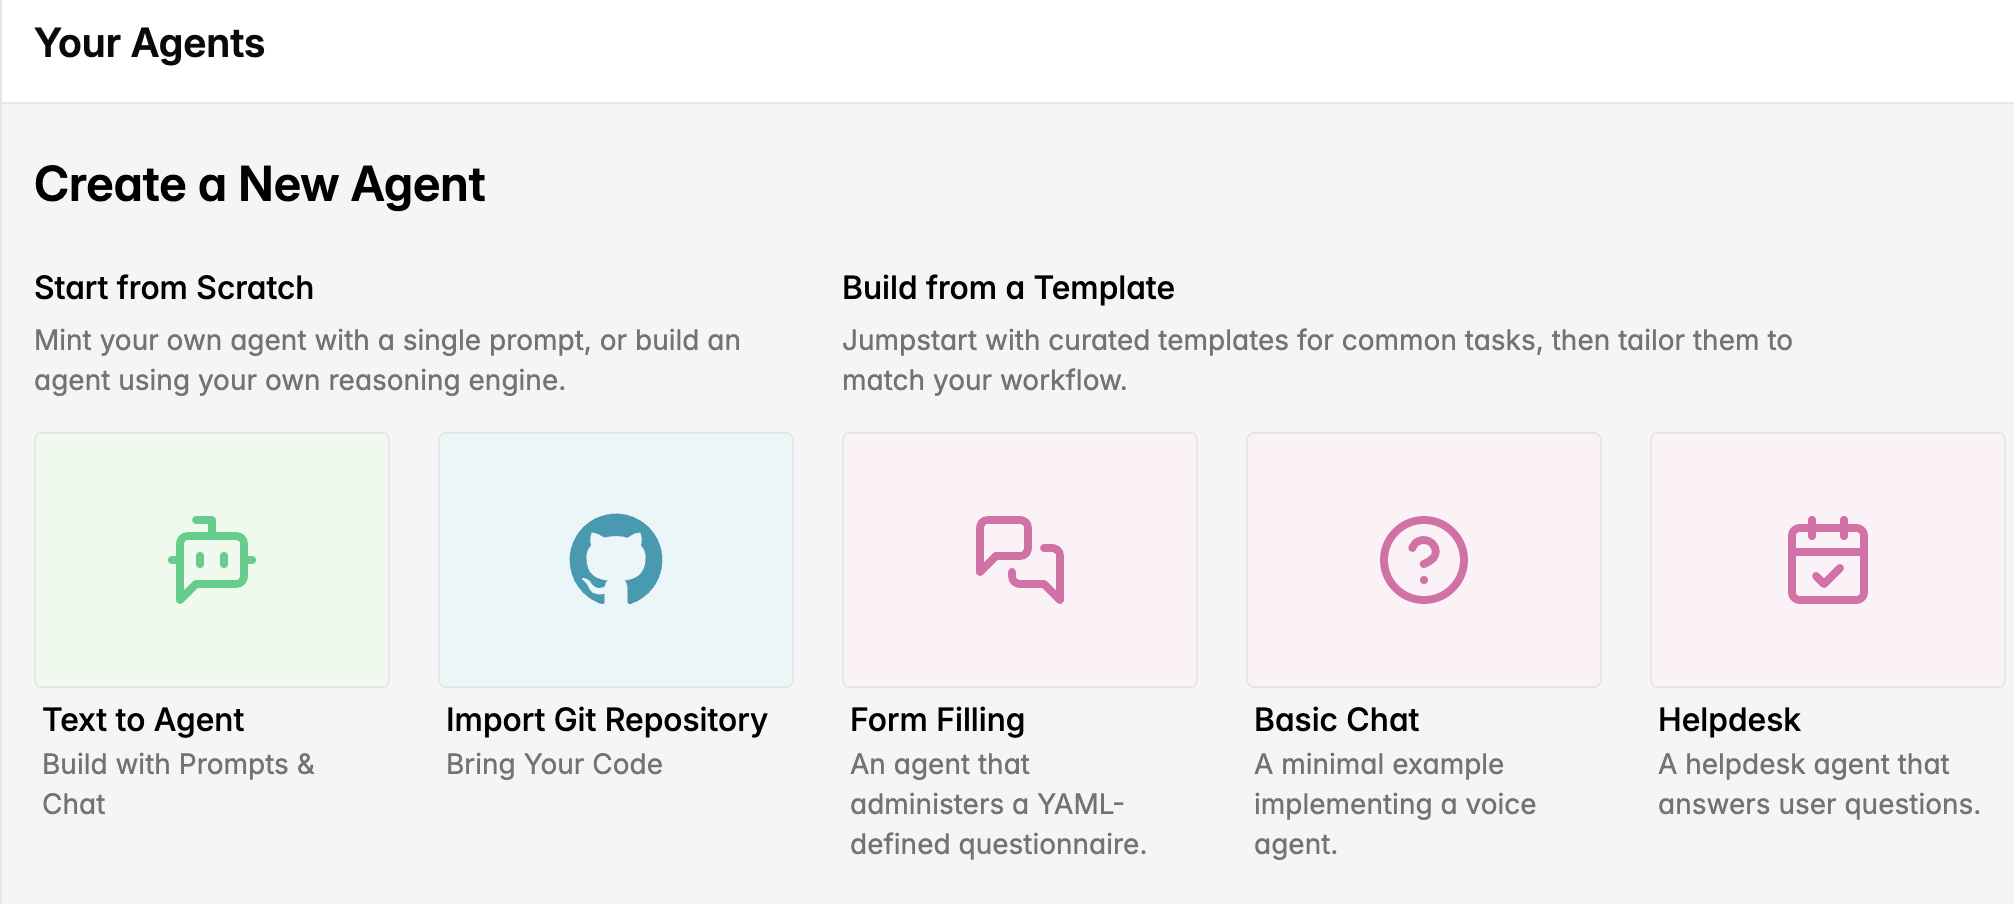 Your Agents
Create a New Agent
Start from Scratch
Mint your own agent with a single prompt, or build an
agent using your own reasoning engine.
Build from a Template
Jumpstart with curated templates for common tasks, then tailor them to
match your workflow.
Text to Agent
Build with Prompts &
Chat
Import Git Repository
Bring Your Code
Form Filling
An agent that
administers a YAML-
defined questionnaire.
Basic Chat
A minimal example
implementing a voice
agent.
Helpdesk
A helpdesk agent that
answers user questions.